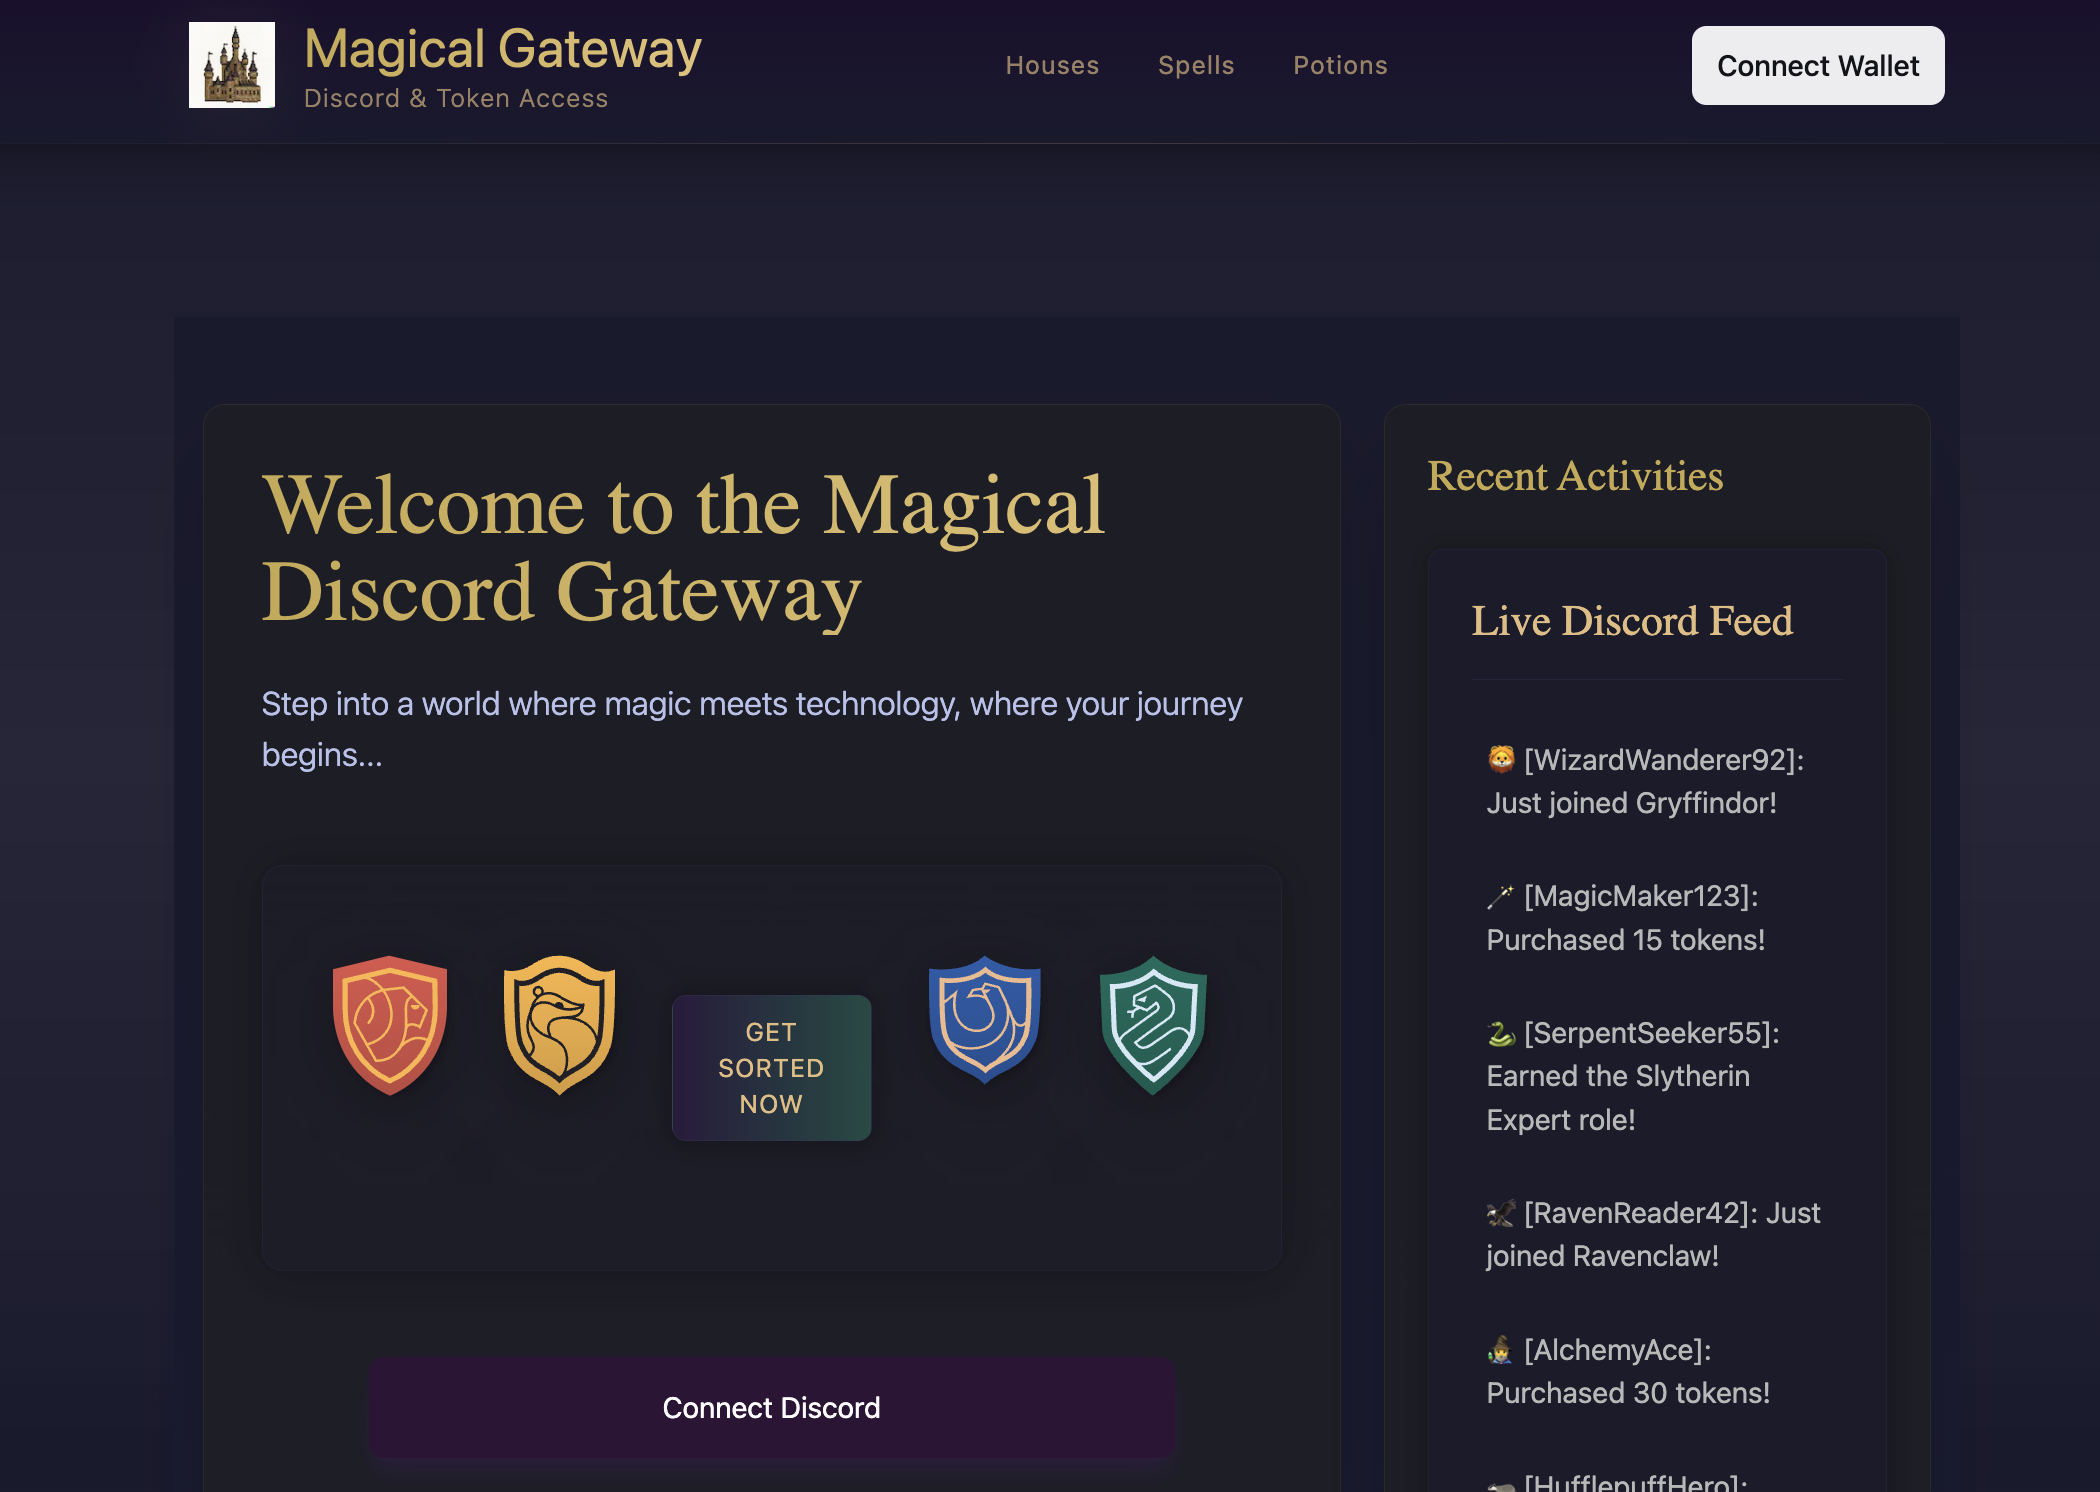 Magical Gateway
Discord & Token Access
Houses
Spells
Potions
Connect Wallet
Welcome to the Magical
Discord Gateway
Step into a world where magic meets technology, where your journey
begins...
GET
SORTED
NOW
Connect Discord
Recent Activities
Live Discord Feed
[WizardWanderer92]:
Just joined Gryffindor!
[MagicMaker123]:
Purchased 15 tokens!
[SerpentSeeker55]:
Earned the Slytherin
Expert role!
[RavenReader42]: Just
joined Ravenclaw!
[AlchemyAce]:
Purchased 30 tokens!
[HufflepuffHero]: